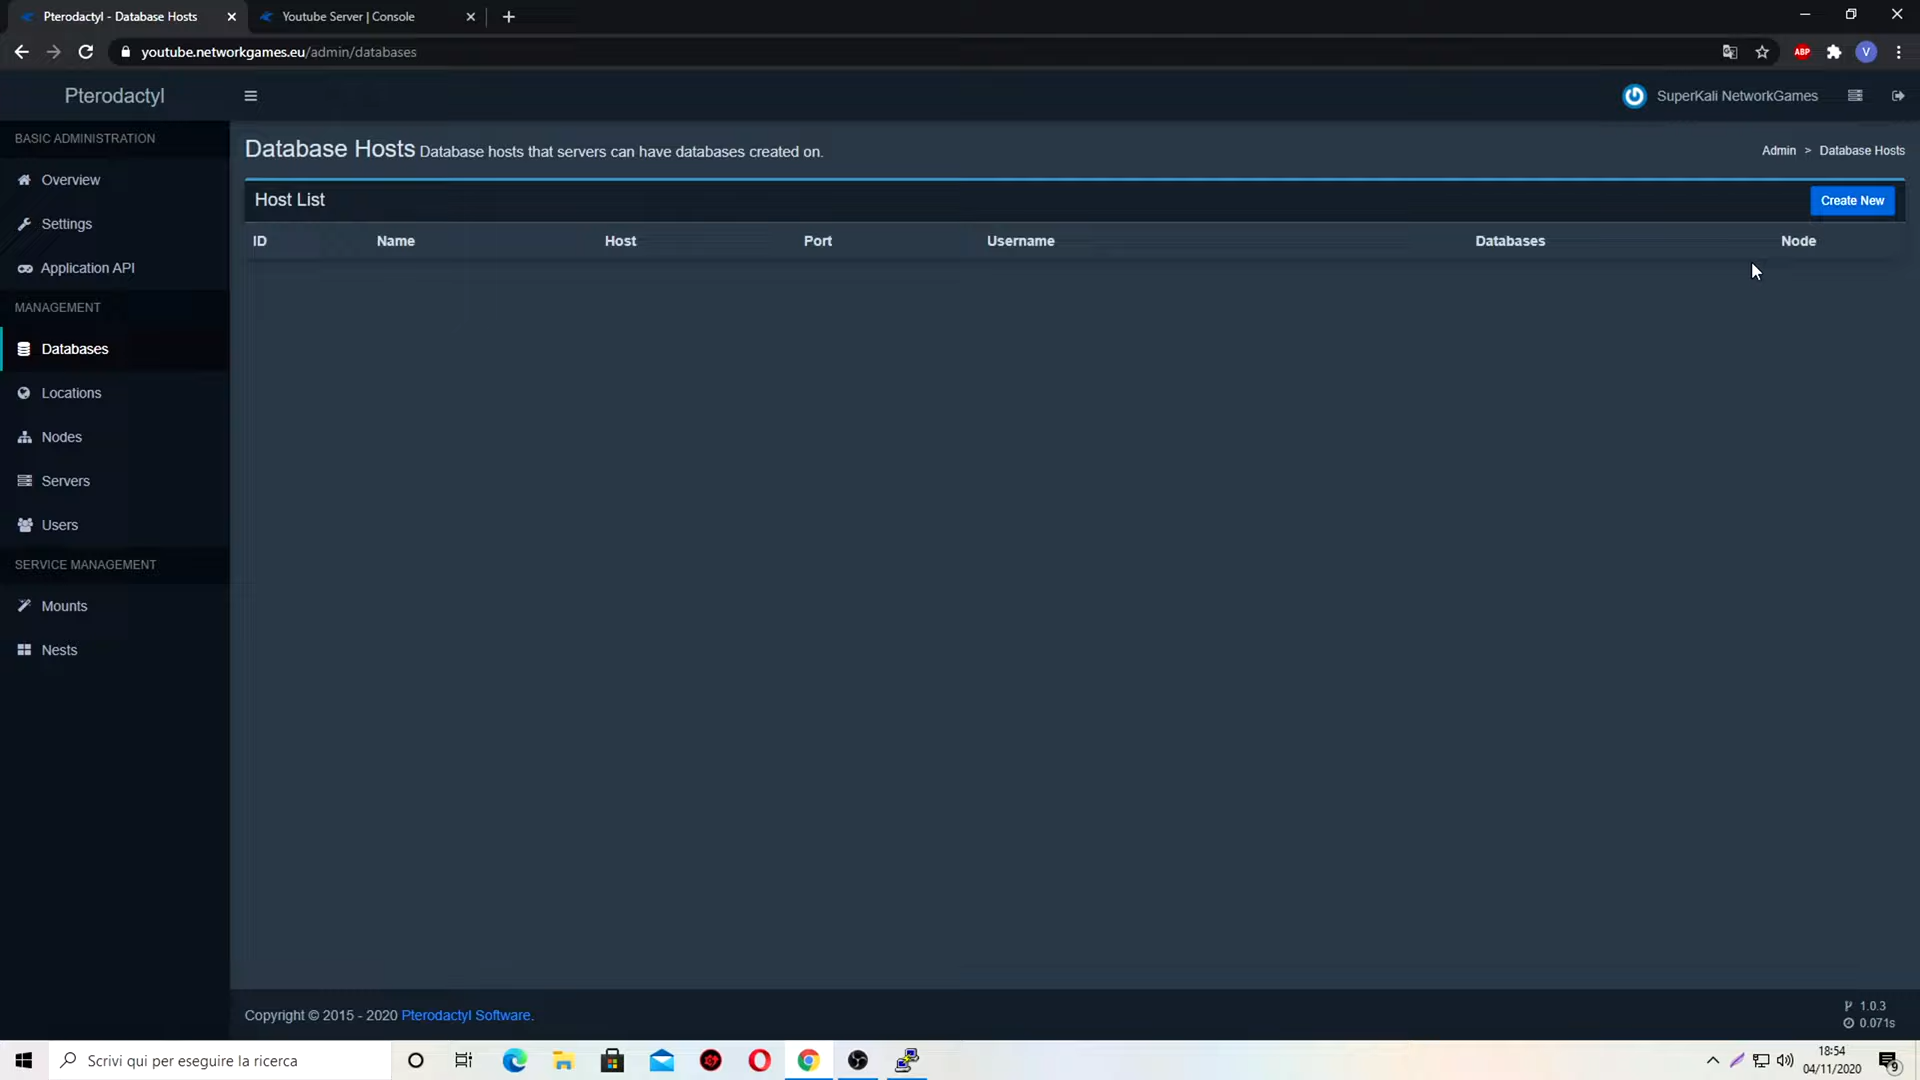 Pterodactyl - Database Hosts
Youtube Server | Console
youtube.networkgames.eu/admin/databases
ABP
V
Pterodactyl
SuperKali NetworkGames
BASIC ADMINISTRATION
Overview
Settings
Application API
MANAGEMENT
Databases
Locations
Nodes
Servers
Users
SERVICE MANAGEMENT
Mounts
Nests
Database Hosts Database hosts that servers can have databases created on.
Admin > Database Hosts
Host List
Create New
ID Name Host Port Username Databases Node
Copyright © 2015 - 2020 Pterodactyl Software.
1.0.3
0.071s
Scrivi qui per eseguire la ricerca
18:54
04/11/2020
9